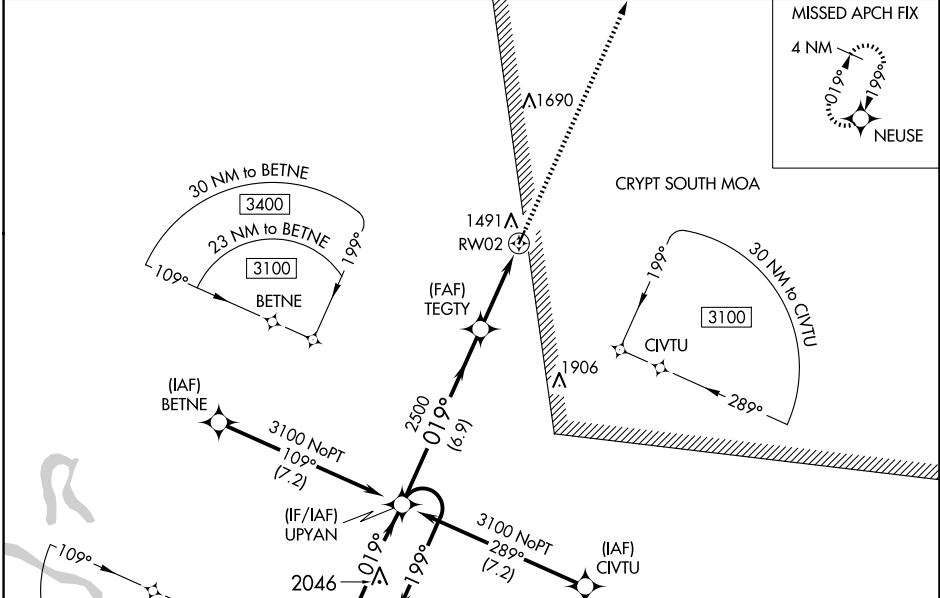 MISSED APCH FIX
4 NM
019°
199°
NEUSE
1690
CRYPT SOUTH MOA
30 NM to BETNE
3400
23 NM to BETNE
3100
109°
199°
BETNE
1491
RW02
(FAF)
TEGTY
199°
30 NM to CIVTU
3100
CIVTU
289°
1906
(IAF)
BETNE
2500
019°
(6.9)
3100 NoPT
109°
(7.2)
(IF/IAF)
UPYAN
3100 NoPT
289°
(7.2)
(IAF)
CIVTU
109°
019°
199°
2046